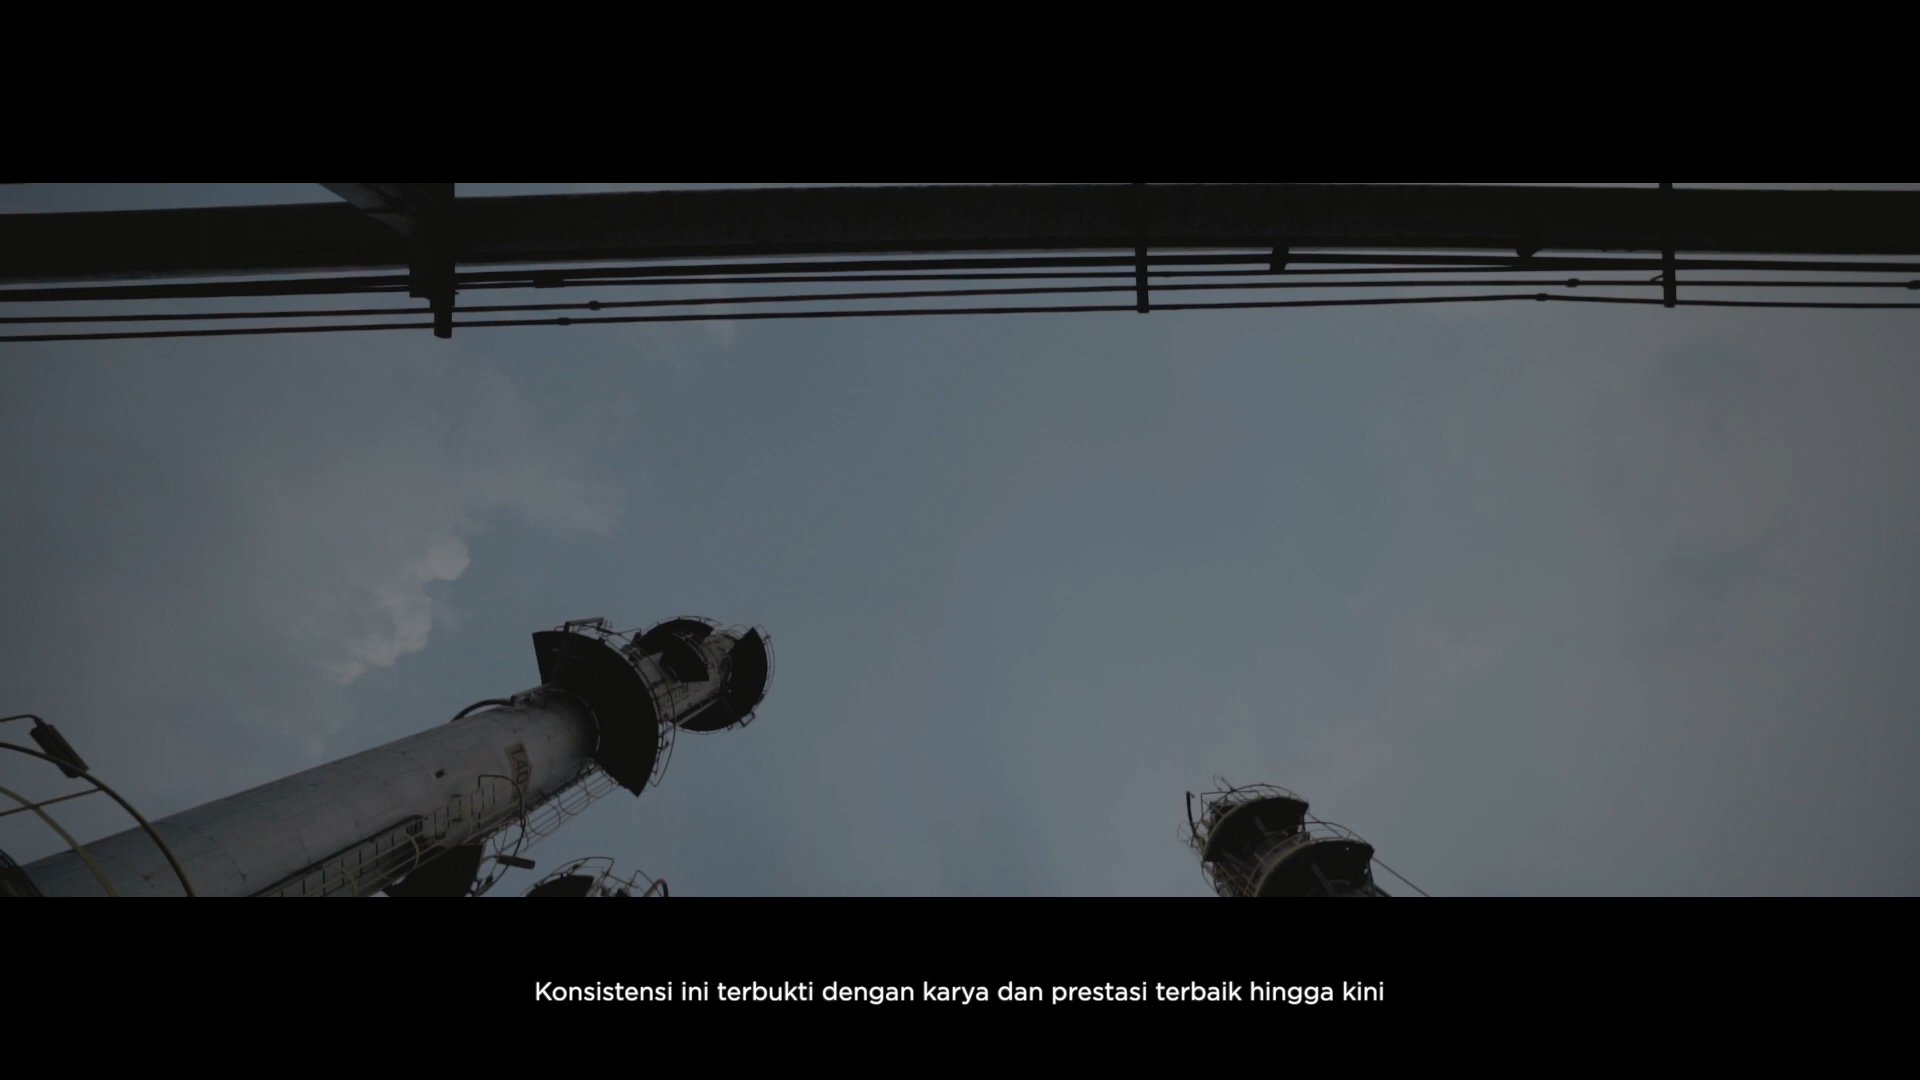 Konsistensi ini terbukti dengan karya dan prestasi terbaik hingga kini